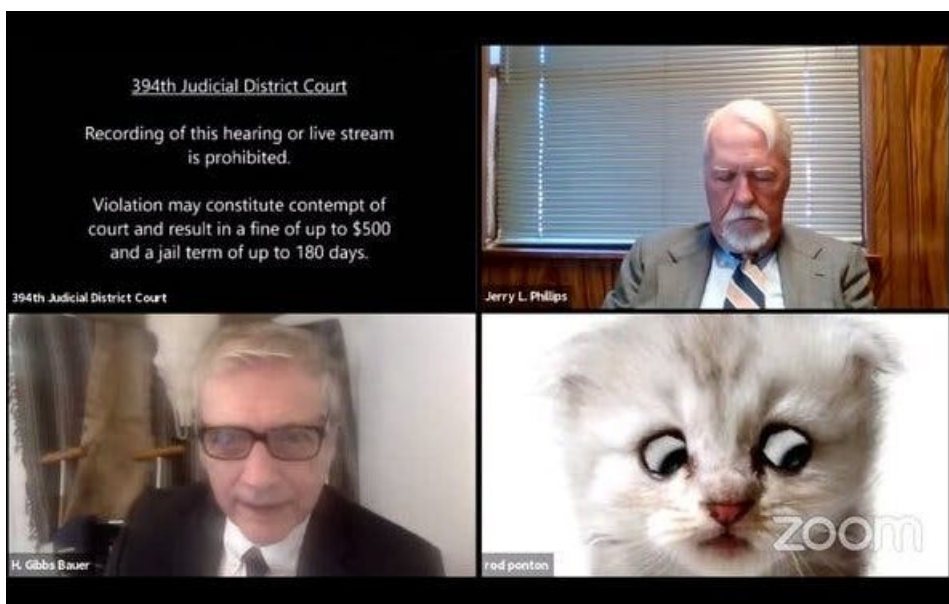 394th Judicial District Court
Recording of this hearing or live stream
is prohibited.
Violation may constitute contempt of
court and result in a fine of up to $500
and a jail term of up to 180 days.
394th Judicial District Court
Jerry L. Phillips
H. Gibbs Bauer
rod ponton
zoom